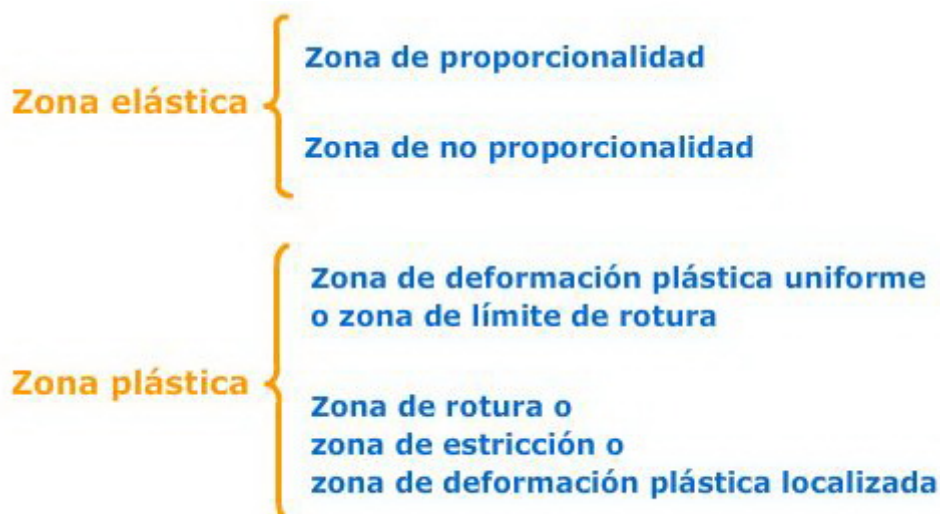 Zona elástica
Zona de proporcionalidad
Zona de no proporcionalidad
Zona plástica
Zona de deformación plástica uniforme
o zona de límite de rotura
Zona de rotura o
zona de estricción o
zona de deformación plástica localizada